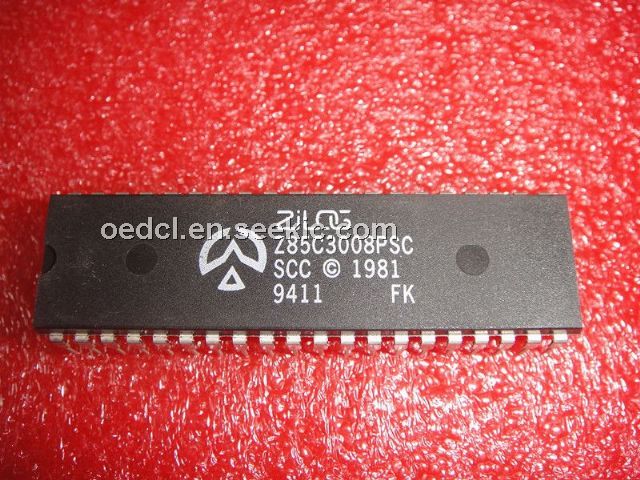 ZiLOG
oedcl.en.seekic.com
Z85C3008PSC
SCC © 1981
9411 FK